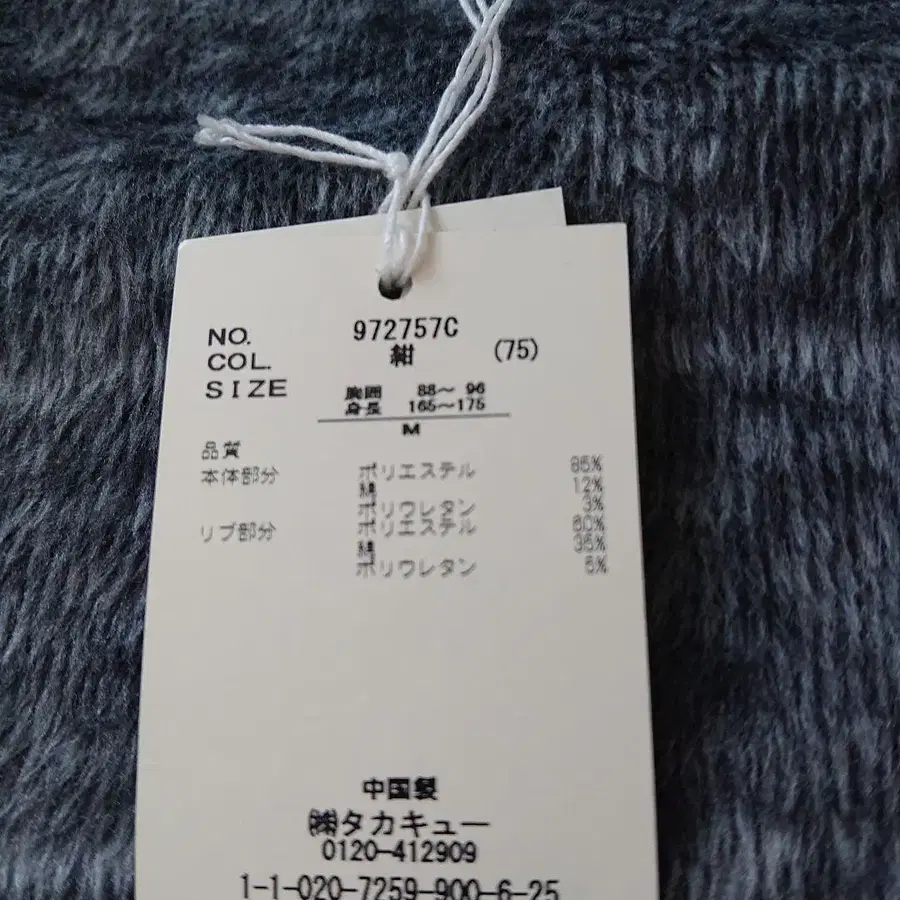 NO. 972757C
COL. 紺 (75)
SIZE
胸囲 88～ 96
身長 165～175
M
品質
本体部分 ポリエステル 85%
綿 12%
ポリウレタン 3%
リブ部分 ポリエステル 60%
綿 35%
ポリウレタン 5%
中国製
㈱タカキュー
0120-412909
1-1-020-7259-900-6-25